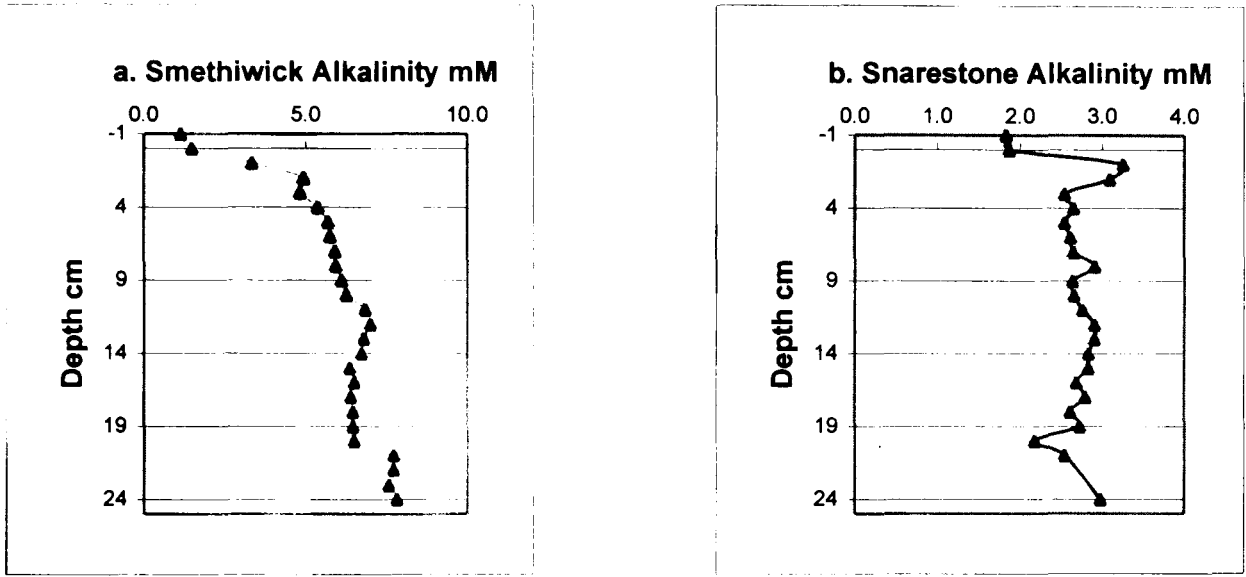 a. Smethiwick Alkalinity mM
0.0 5.0 10.0
-1
4
9
14
19
24
Depth cm
b. Snarestone Alkalinity mM
0.0 1.0 2.0 3.0 4.0
-1
4
9
14
19
24
Depth cm